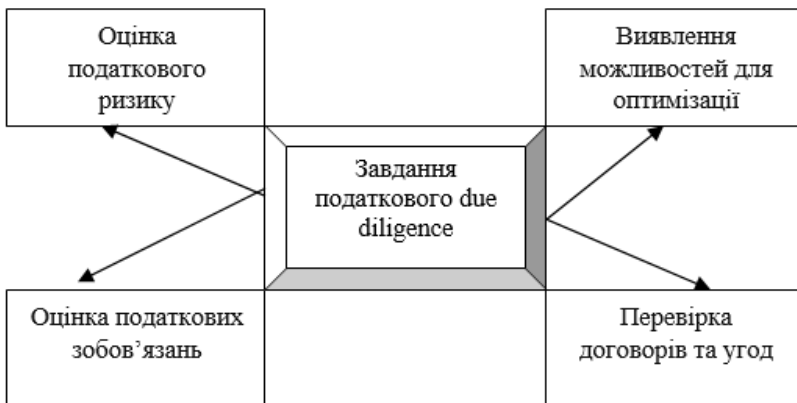 Оцінка
податкового
ризику
Виявлення
можливостей для
оптимізації
Завдання
податкового due
diligence
Оцінка податкових
зобов’язань
Перевірка
договорів та угод